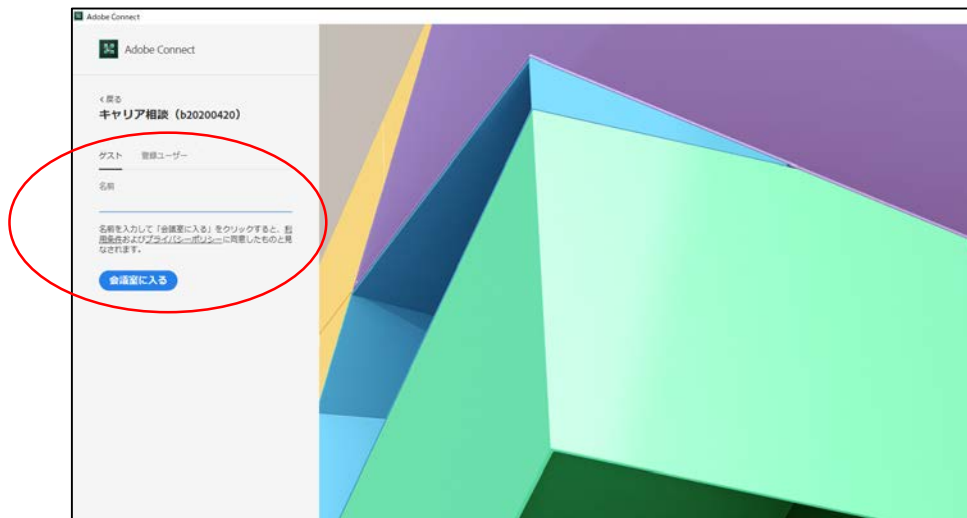 Adobe Connect
Adobe Connect
< 戻る
キャリア相談（b20200420）
ゲスト 登録ユーザー
名前
名前を入力して「会議室に入る」をクリックすると、利
用条件およびプライバシーポリシーに同意したものと見
なされます。
会議室に入る